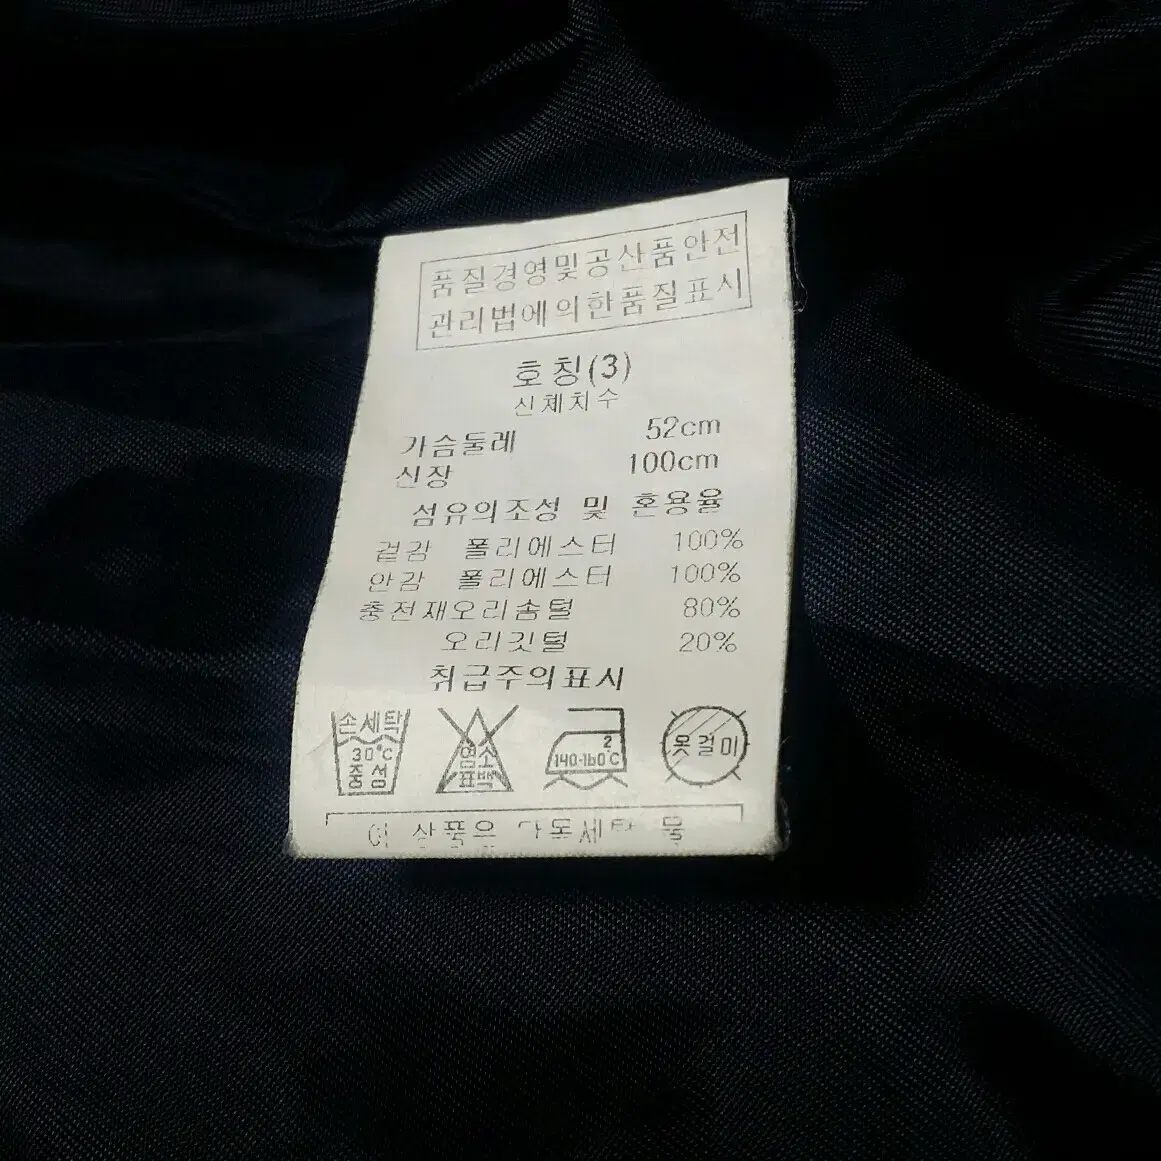 품질경영및공산품안전
관리법에의한품질표시
호칭(3)
신체치수
가슴둘레 52cm
신장 100cm
섬유의조성 및 혼용율
겉감 폴리에스터 100%
안감 폴리에스터 100%
충전재오리솜털 80%
오리깃털 20%
취급주의표시
손세탁
30°C
중성
염소
표백
2
140-160°C
옷걸이
이 상품은